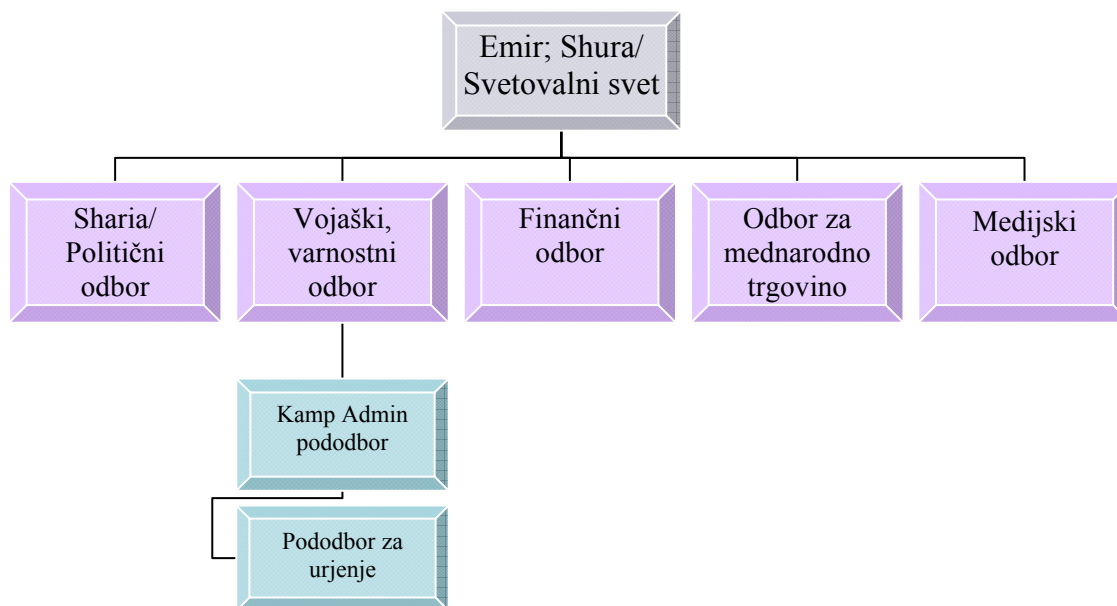 Emir; Shura/
Svetovalni svet
Sharia/
Politični
odbor
Vojaški,
varnostni
odbor
Finančni
odbor
Odbor za
mednarodno
trgovino
Medijski
odbor
Kamp Admin
pododbor
Pododbor za
urjenje